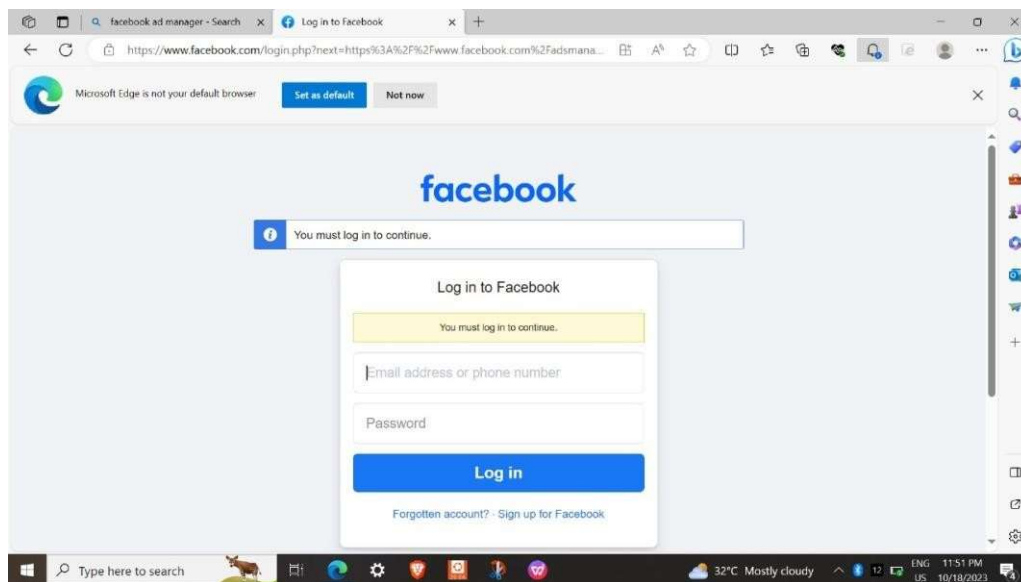 facebook ad manager - Search
Log in to Facebook
https://www.facebook.com/login.php?next=https%3A%2F%2Fwww.facebook.com%2Fadsmana...
Microsoft Edge is not your default browser
Set as default
Not now
facebook
You must log in to continue.
Log in to Facebook
You must log in to continue.
Email address or phone number
Password
Log in
Forgotten account? · Sign up for Facebook
Type here to search
32°C Mostly cloudy
12
ENG
US
11:51 PM
10/18/2023
4